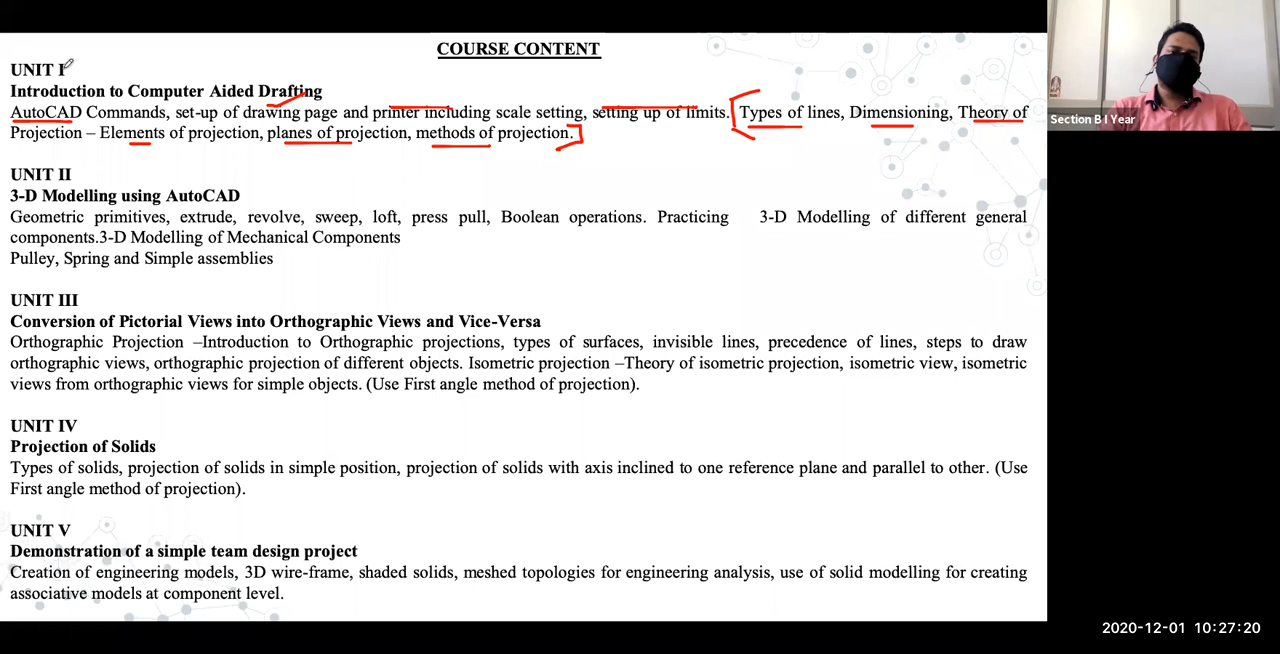 COURSE CONTENT
UNIT I
Introduction to Computer Aided Drafting
AutoCAD Commands, set-up of drawing page and printer including scale setting, setting up of limits. Types of lines, Dimensioning, Theory of
Projection – Elements of projection, planes of projection, methods of projection.
UNIT II
3-D Modelling using AutoCAD
Geometric primitives, extrude, revolve, sweep, loft, press pull, Boolean operations. Practicing 3-D Modelling of different general
components.3-D Modelling of Mechanical Components
Pulley, Spring and Simple assemblies
UNIT III
Conversion of Pictorial Views into Orthographic Views and Vice-Versa
Orthographic Projection –Introduction to Orthographic projections, types of surfaces, invisible lines, precedence of lines, steps to draw
orthographic views, orthographic projection of different objects. Isometric projection –Theory of isometric projection, isometric view, isometric
views from orthographic views for simple objects. (Use First angle method of projection).
UNIT IV
Projection of Solids
Types of solids, projection of solids in simple position, projection of solids with axis inclined to one reference plane and parallel to other. (Use
First angle method of projection).
UNIT V
Demonstration of a simple team design project
Creation of engineering models, 3D wire-frame, shaded solids, meshed topologies for engineering analysis, use of solid modelling for creating
associative models at component level.
Section B I Year
2020-12-01 10:27:20